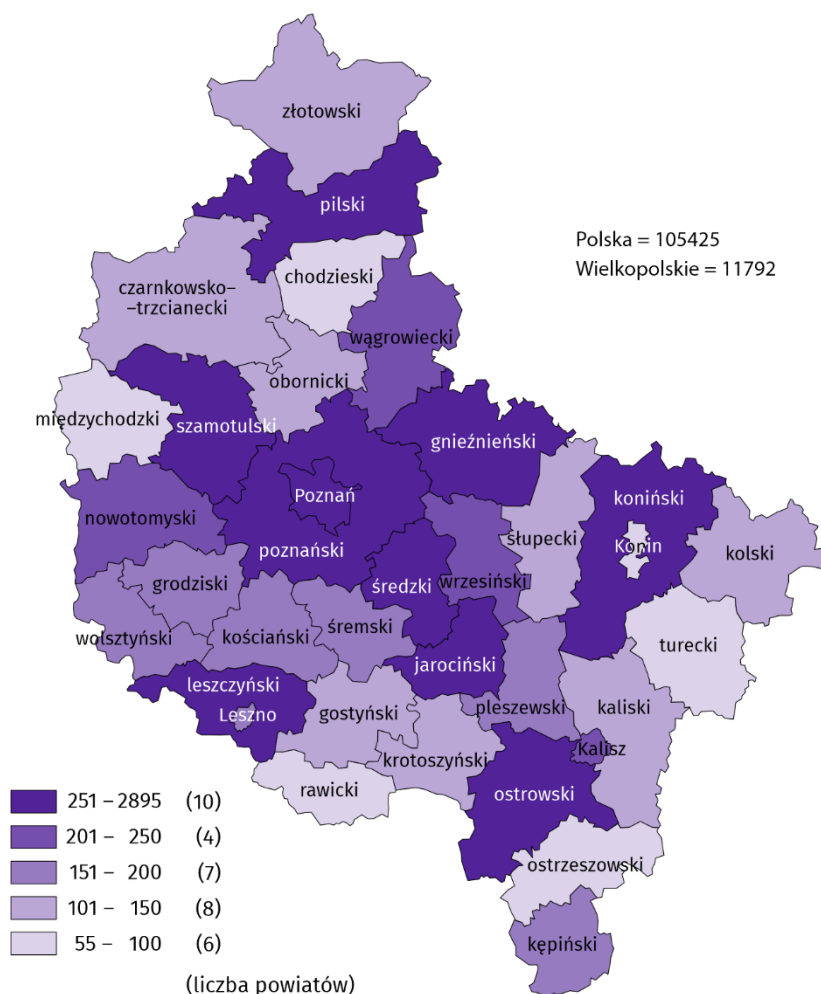 złotowski
pilski
Polska = 105425
Wielkopolskie = 11792
chodzieski
czarnkowsko–
–trzcianecki
wągrowiecki
obornicki
międzychodzki
szamotulski
gnieźnieński
Poznań
koniński
nowotomyski
słupecki
Konin
kolski
poznański
grodziski
średzki
wrzesiński
wolsztyński
kościański
śremski
turecki
jarociński
leszczyński
Leszno
gostyński
pleszewski
kaliski
krotoszyński
Kalisz
rawicki
ostrowski
251 – 2895 (10)
201 – 250 (4)
151 – 200 (7)
101 – 150 (8)
55 – 100 (6)
(liczba powiatów)
ostrzeszowski
kępiński